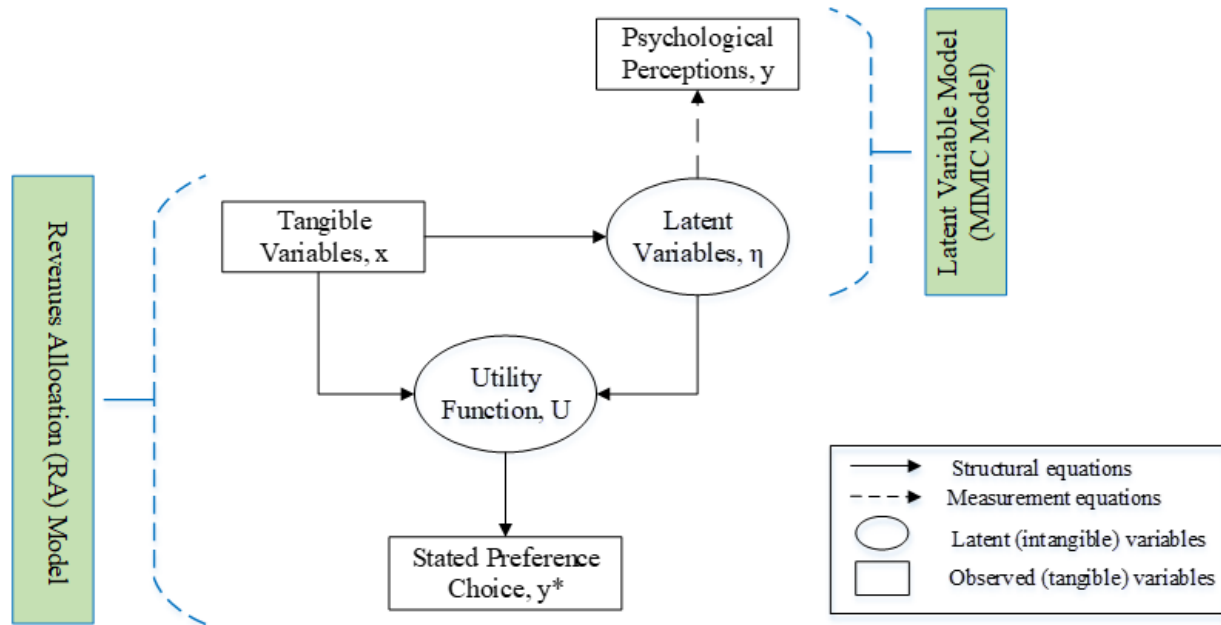 Psychological
Perceptions, y
Latent Variable Model
(MIMIC Model)
Revenues Allocation (RA) Model
Tangible
Variables, x
Latent
Variables, η
Utility
Function, U
Stated Preference
Choice, y*
Structural equations
Measurement equations
Latent (intangible) variables
Observed (tangible) variables